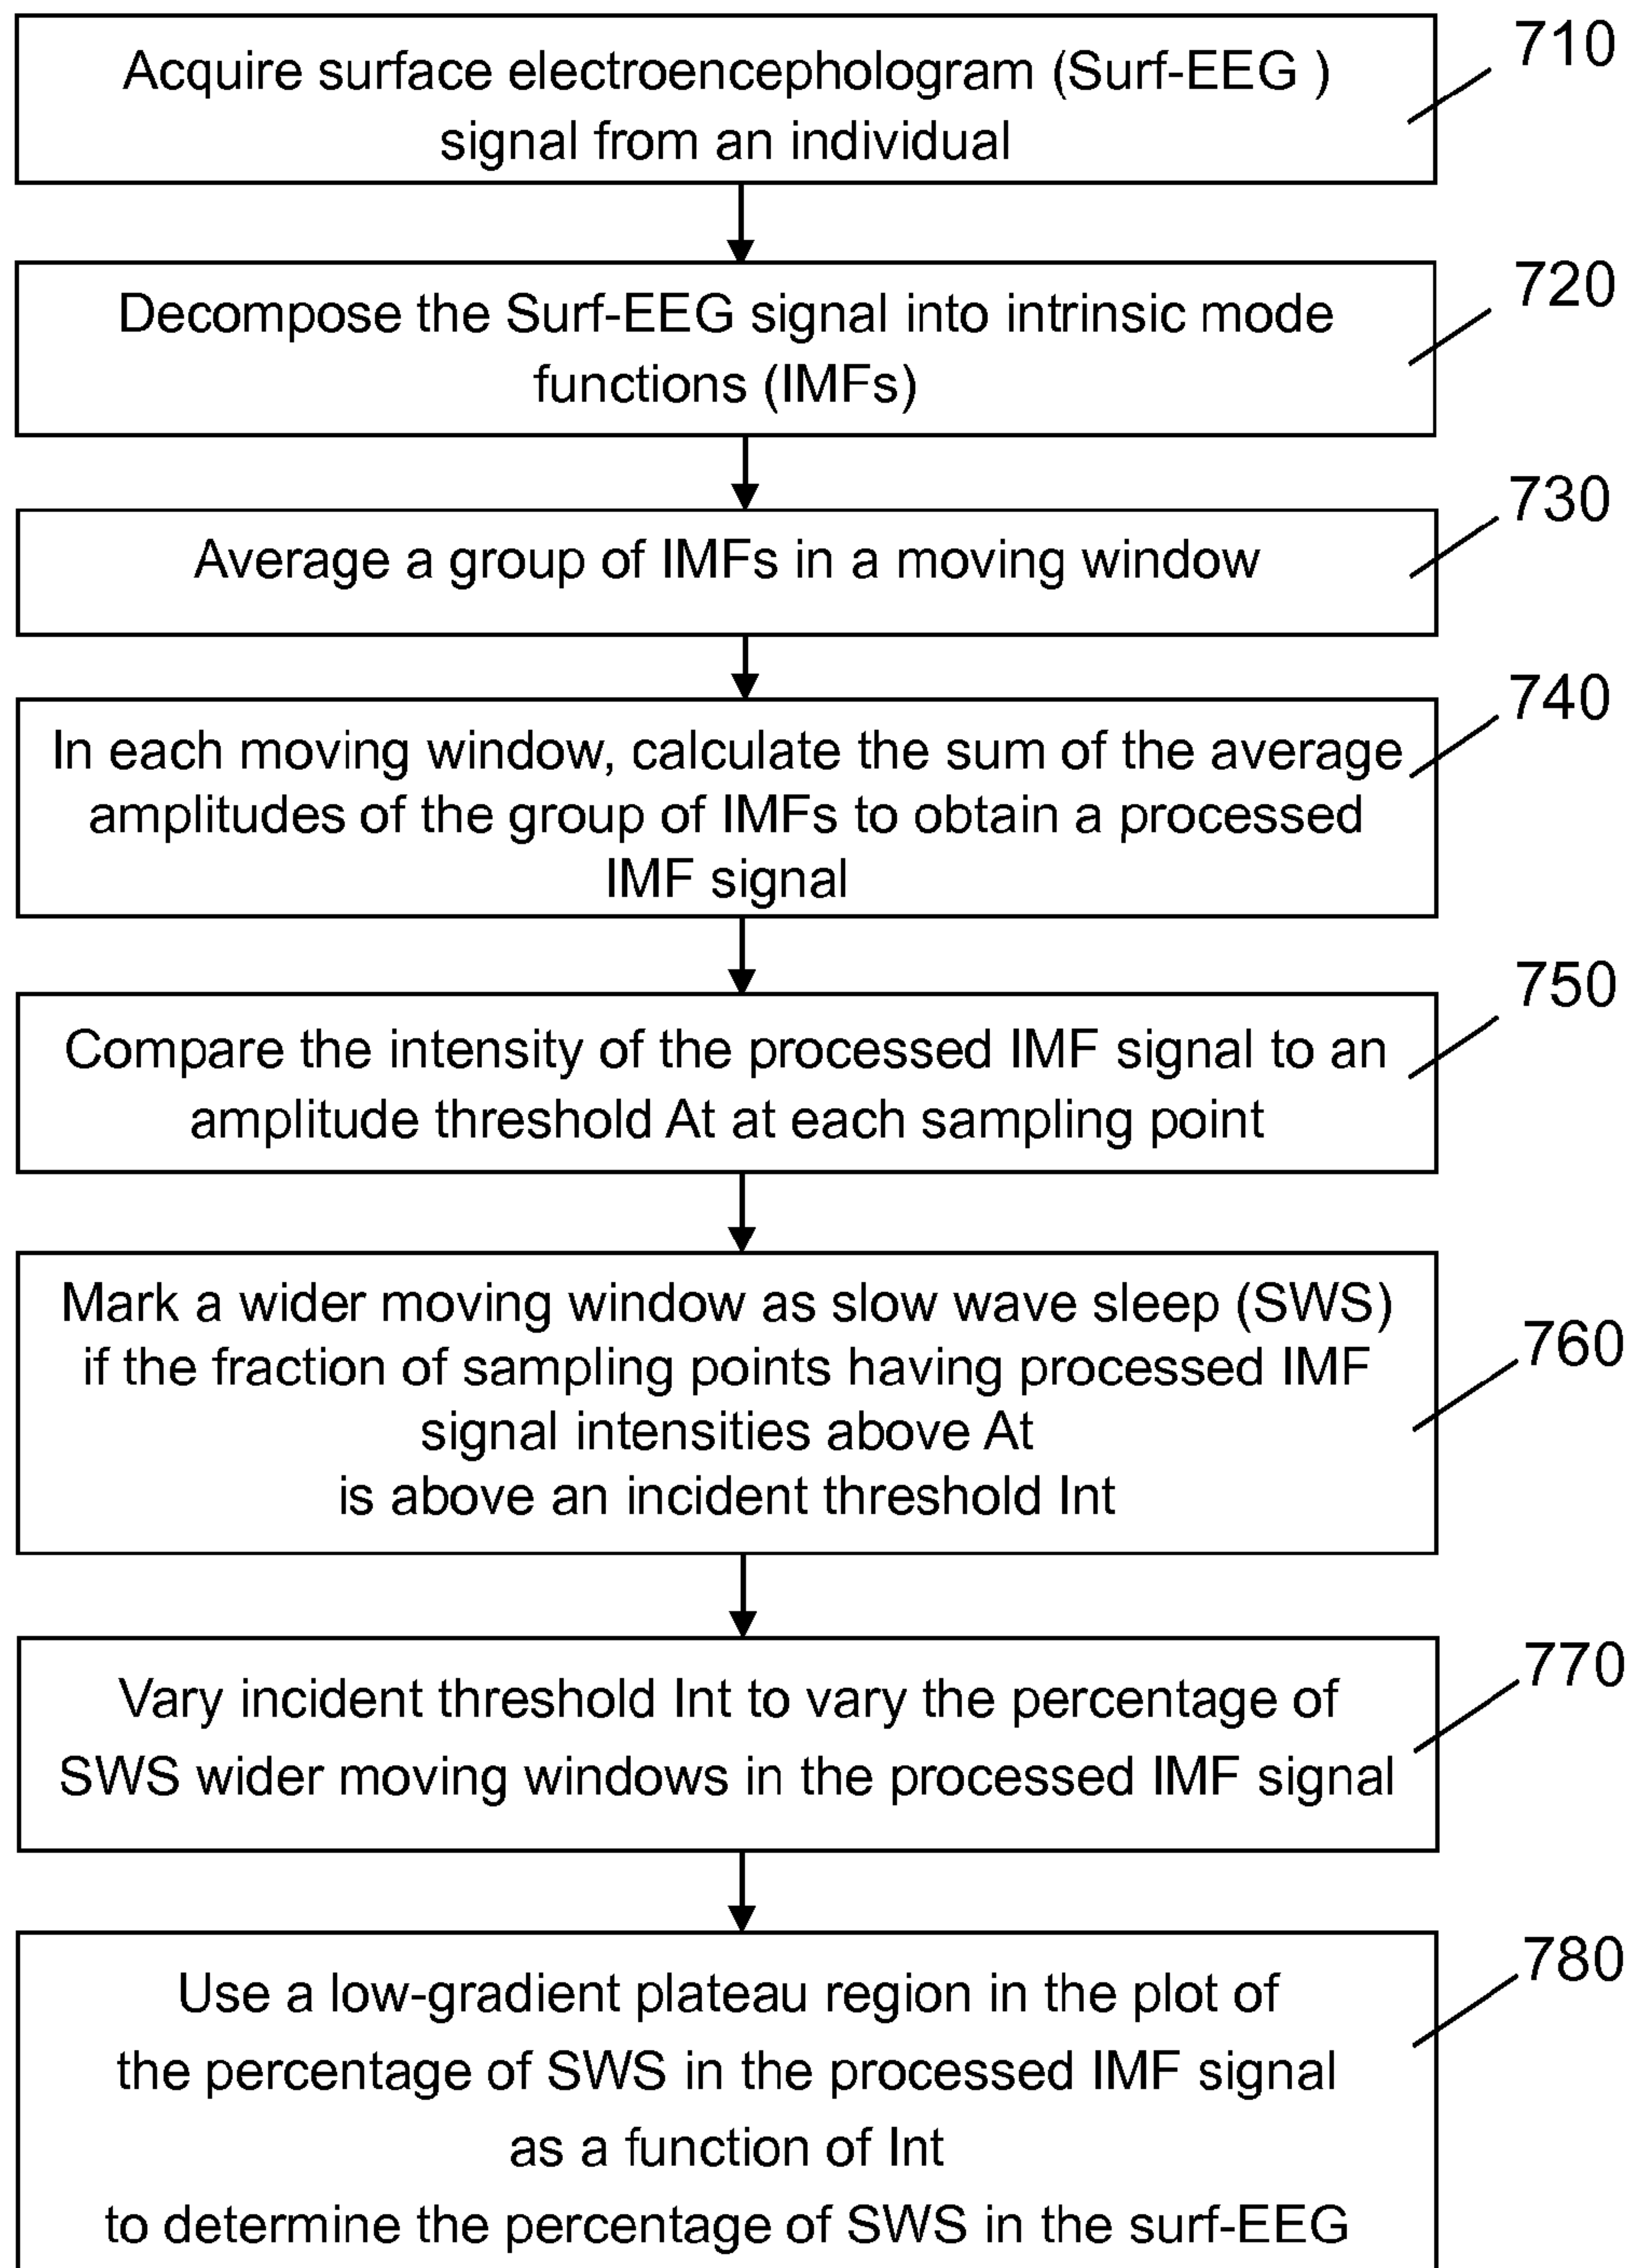 710
Acquire surface electroencephologram (Surf-EEG )
signal from an individual
720
Decompose the Surf-EEG signal into intrinsic mode
functions (IMFs)
730
Average a group of IMFs in a moving window
740
In each moving window, calculate the sum of the average
amplitudes of the group of IMFs to obtain a processed
IMF signal
750
Compare the intensity of the processed IMF signal to an
amplitude threshold At at each sampling point
760
Mark a wider moving window as slow wave sleep (SWS)
if the fraction of sampling points having processed IMF
signal intensities above At
is above an incident threshold Int
770
Vary incident threshold Int to vary the percentage of
SWS wider moving windows in the processed IMF signal
780
Use a low-gradient plateau region in the plot of
the percentage of SWS in the processed IMF signal
as a function of Int
to determine the percentage of SWS in the surf-EEG